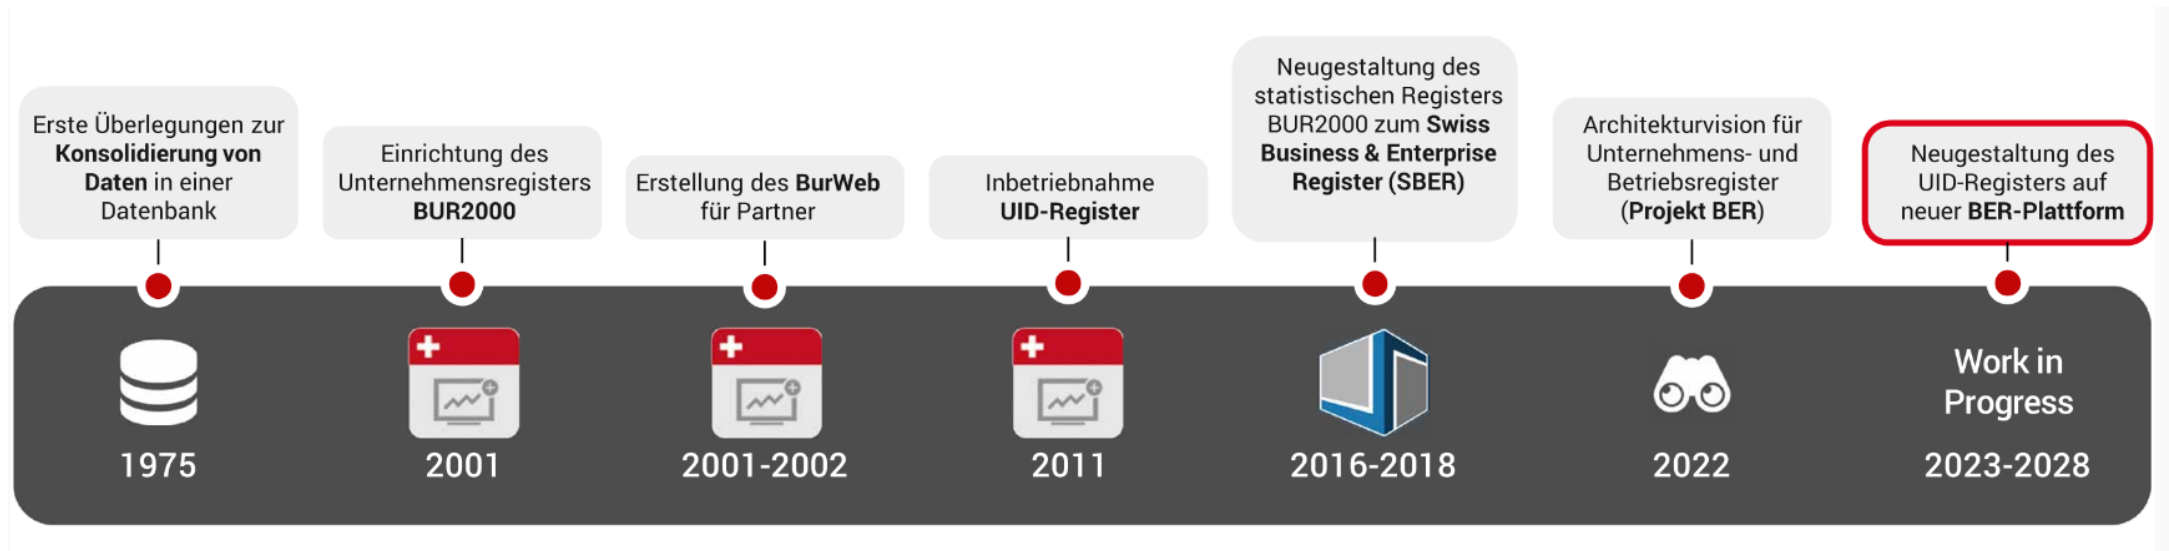 Erste Überlegungen zur
Konsolidierung von
Daten in einer
Datenbank
1975
Einrichtung des
Unternehmensregisters
BUR2000
2001
Erstellung des BurWeb
für Partner
2001-2002
Inbetriebnahme
UID-Register
2011
Neugestaltung des
statistischen Registers
BUR2000 zum Swiss
Business & Enterprise
Register (SBER)
2016-2018
Architekturvision für
Unternehmens- und
Betriebsregister
(Projekt BER)
2022
Neugestaltung des
UID-Registers auf
neuer BER-Plattform
Work in
Progress
2023-2028